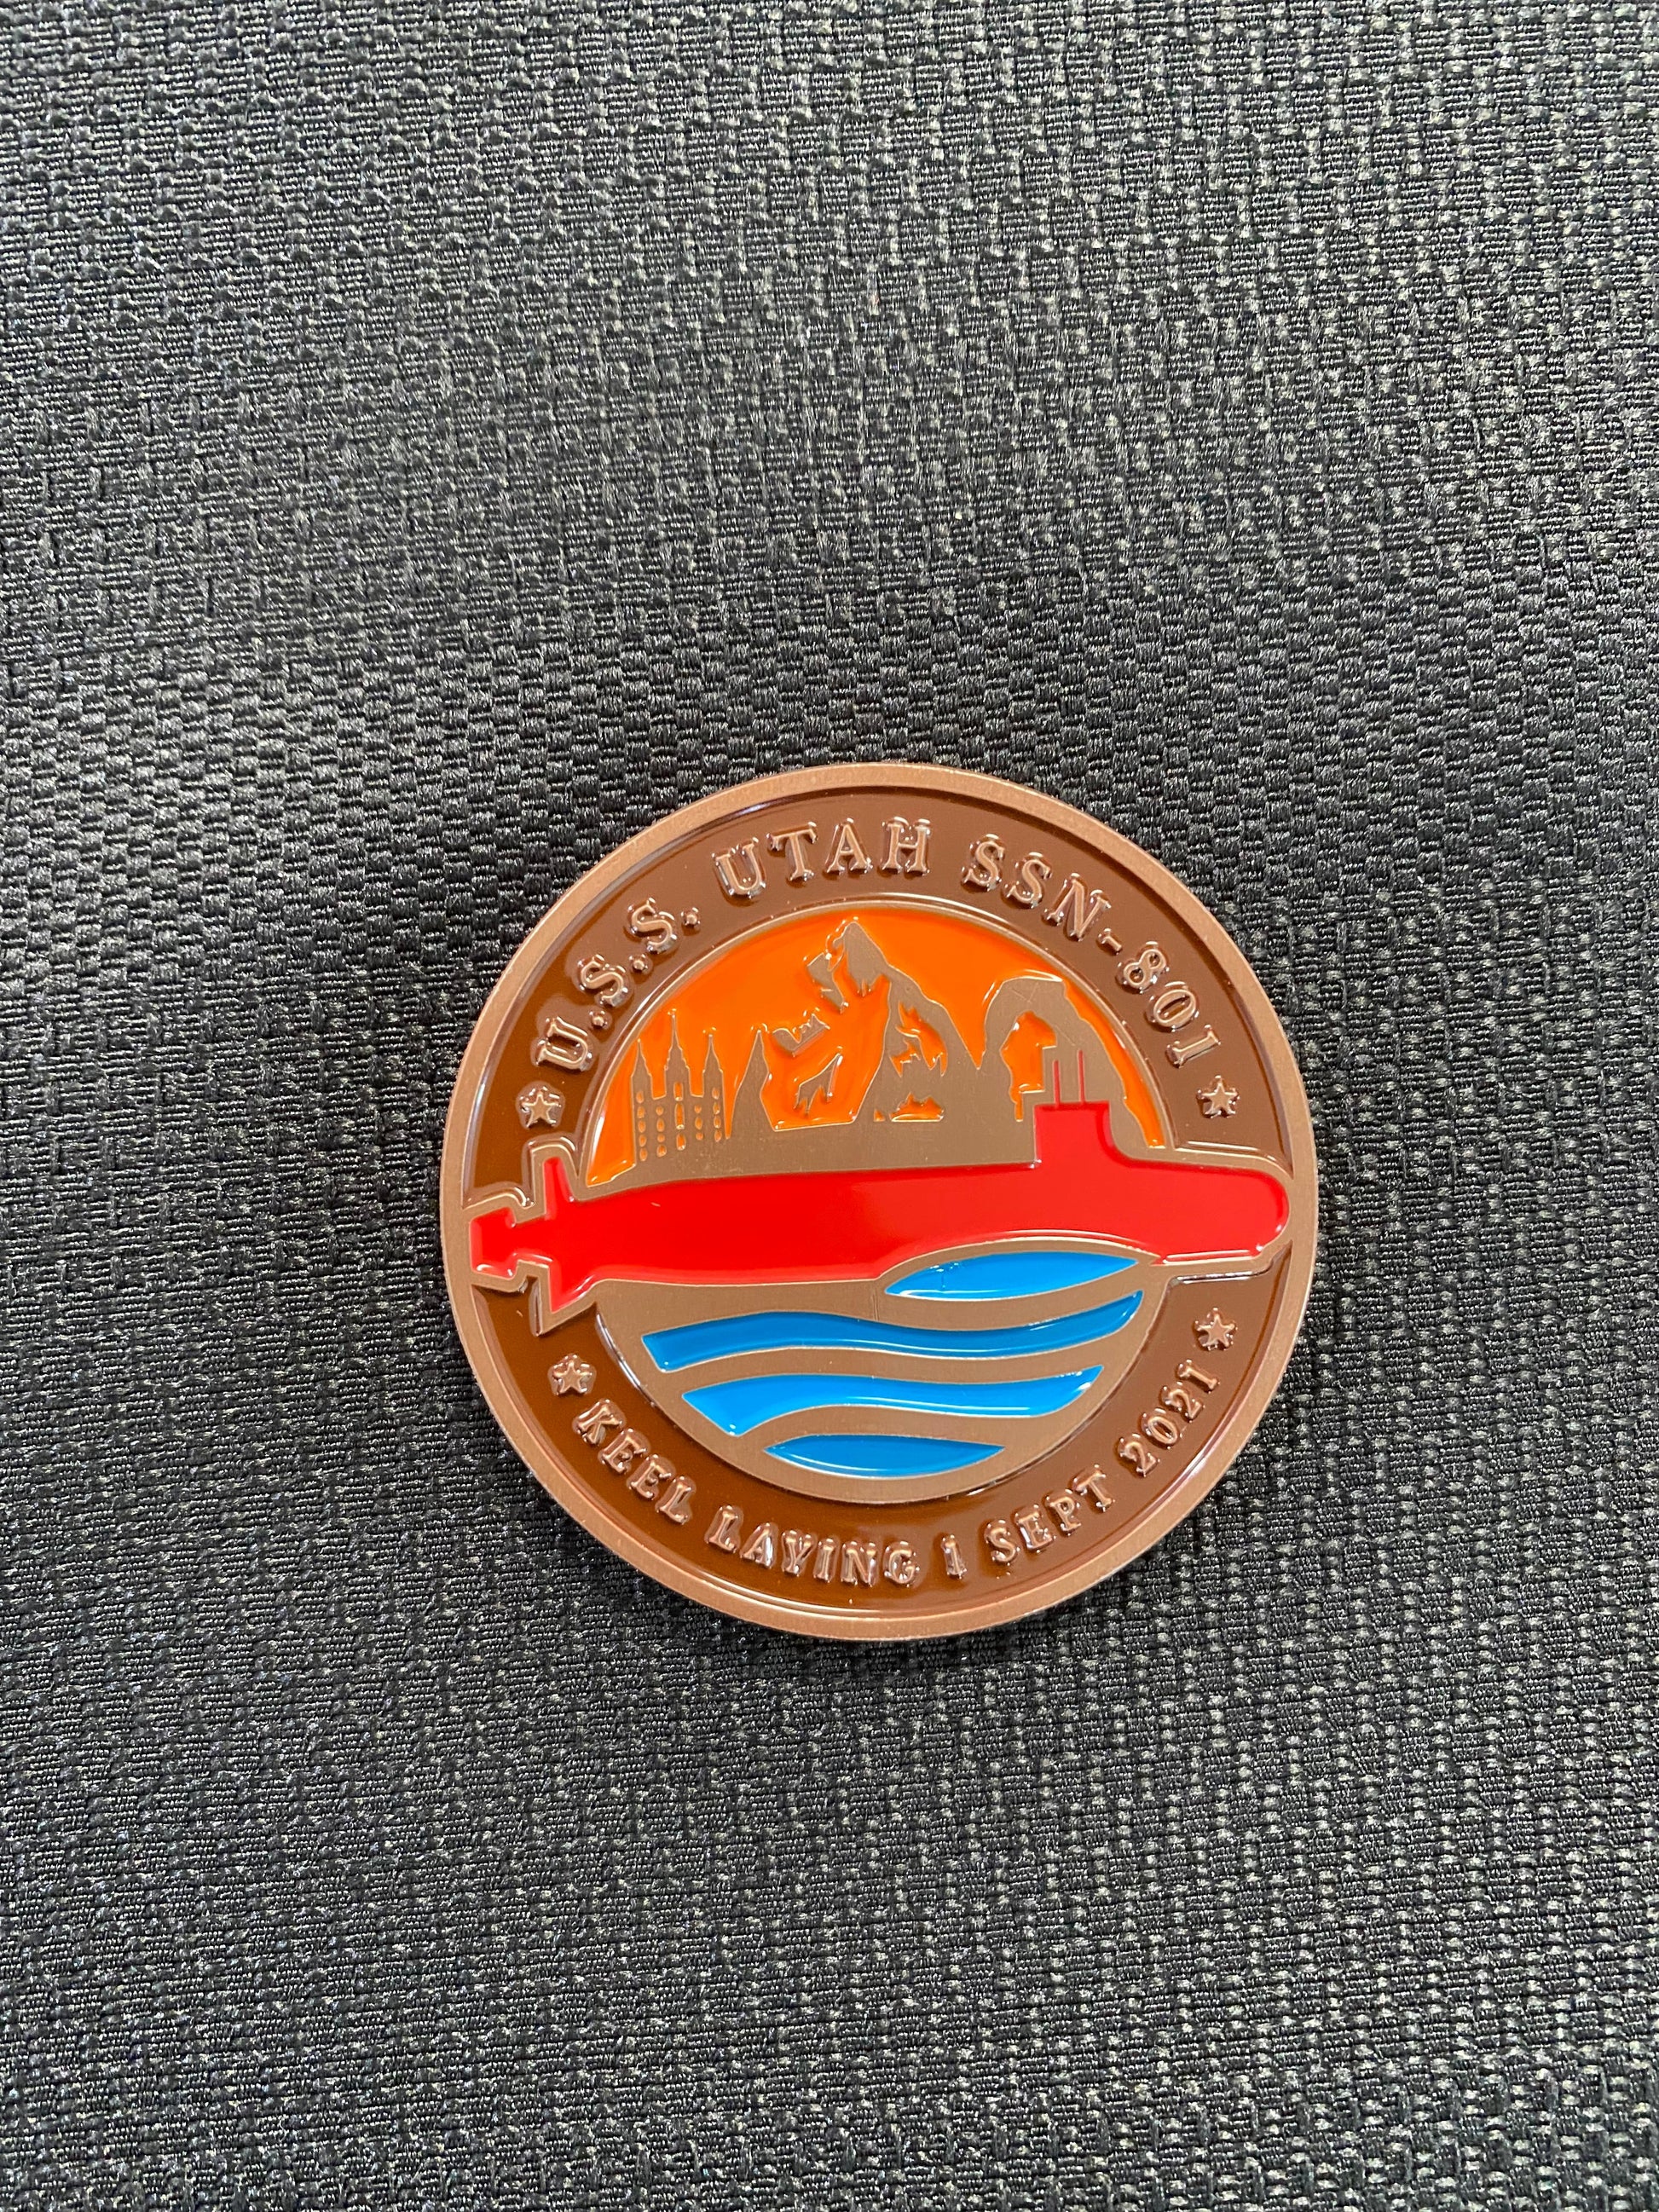 U.S.S. UTAH SSN-801
KEEL LAYING 1 SEPT 2021